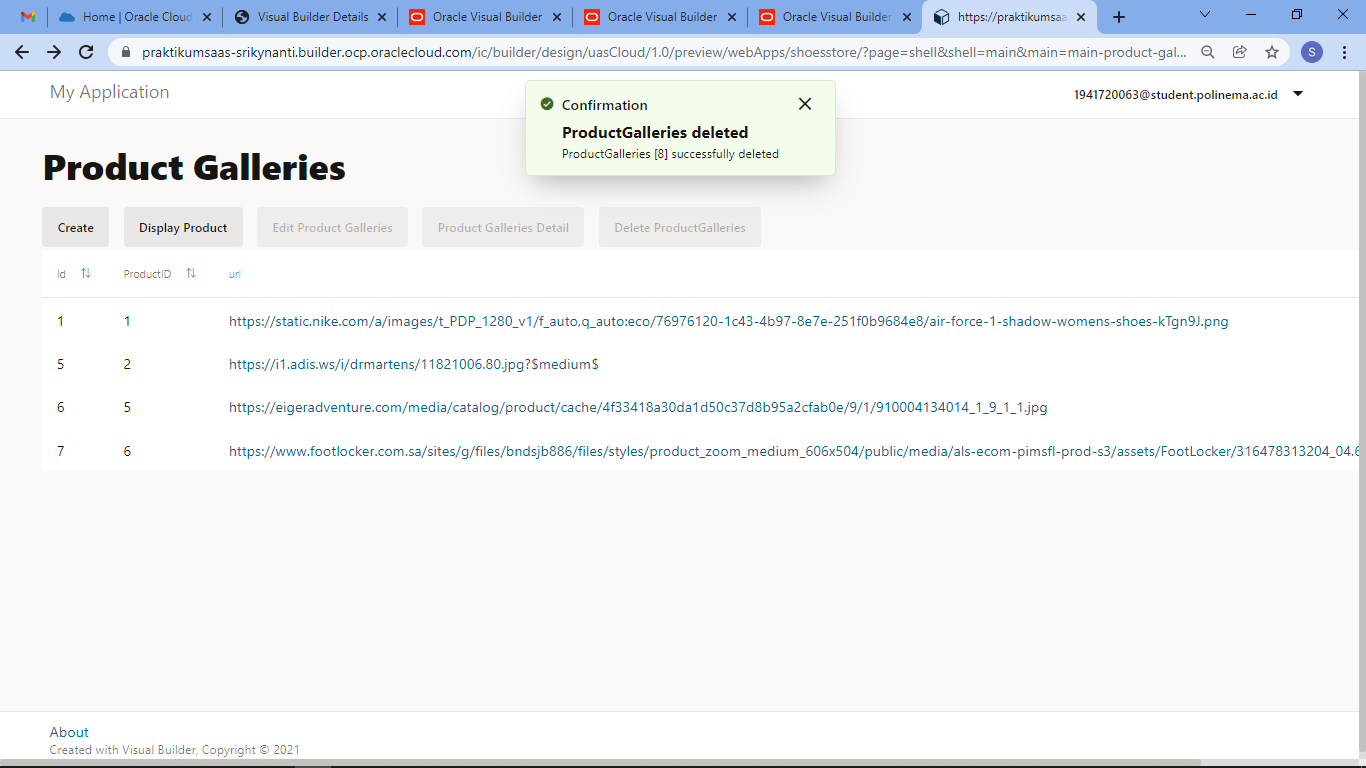 Home | Oracle Cloud
Visual Builder Details
Oracle Visual Builder
Oracle Visual Builder
Oracle Visual Builder
https://praktikumsaa
praktikumsaas-srikynanti.builder.ocp.oraclecloud.com/ic/builder/design/uasCloud/1.0/preview/webApps/shoesstore/?page=shell&shell=main&main=main-product-gal...
S
My Application
1941720063@student.polinema.ac.id
Confirmation
ProductGalleries deleted
ProductGalleries [8] successfully deleted
Product Galleries
Create Display Product Edit Product Galleries Product Galleries Detail Delete ProductGalleries
Id ProductID url
1 1 https://static.nike.com/a/images/t_PDP_1280_v1/f_auto,q_auto:eco/76976120-1c43-4b97-8e7e-251f0b9684e8/air-force-1-shadow-womens-shoes-kTgn9J.png
5 2 https://i1.adis.ws/i/drmartens/11821006.80.jpg?$medium$
6 5 https://eigeradventure.com/media/catalog/product/cache/4f33418a30da1d50c37d8b95a2cfab0e/9/1/910004134014_1_9_1_1.jpg
7 6 https://www.footlocker.com.sa/sites/g/files/bndsjb886/files/styles/product_zoom_medium_606x504/public/media/als-ecom-pimsfl-prod-s3/assets/FootLocker/316478313204_04.6
About
Created with Visual Builder, Copyright © 2021